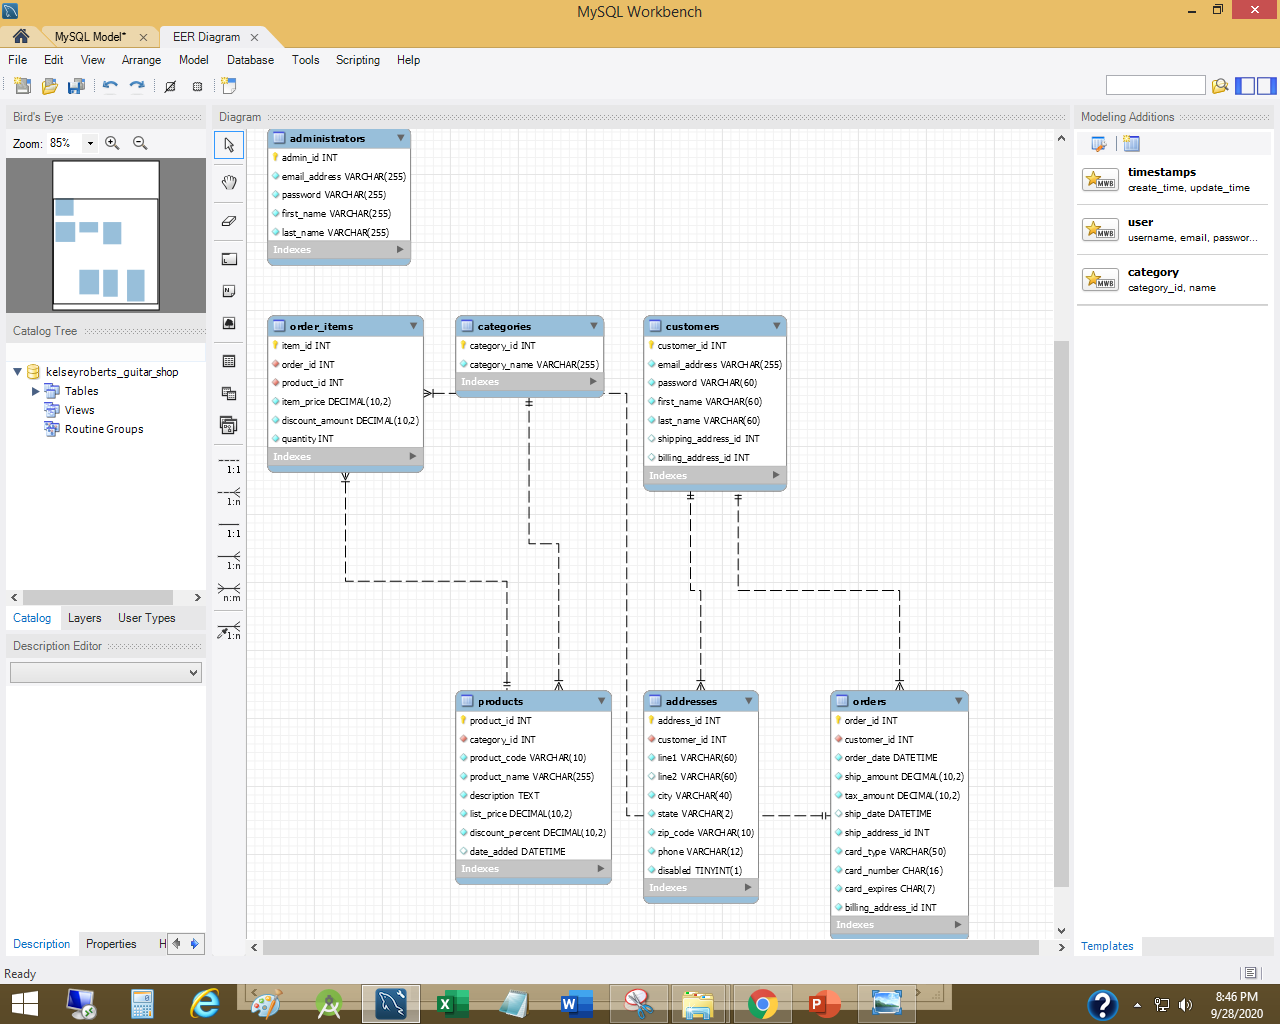 MySQL Workbench
MySQL Model*
EER Diagram
File Edit View Arrange Model Database Tools Scripting Help
Bird's Eye
Zoom: 85%
Catalog Tree
kelseyroberts_guitar_shop
Tables
Views
Routine Groups
Catalog Layers User Types
Description Editor
Description Properties H
Ready
Diagram
1:1
1:n
1:1
1:n
n:m
1:n
administrators
admin_id INT
email_address VARCHAR(255)
password VARCHAR(255)
first_name VARCHAR(255)
last_name VARCHAR(255)
Indexes
order_items
item_id INT
order_id INT
product_id INT
item_price DECIMAL(10,2)
discount_amount DECIMAL(10,2)
quantity INT
Indexes
categories
category_id INT
category_name VARCHAR(255)
Indexes
customers
customer_id INT
email_address VARCHAR(255)
password VARCHAR(60)
first_name VARCHAR(60)
last_name VARCHAR(60)
shipping_address_id INT
billing_address_id INT
Indexes
products
product_id INT
category_id INT
product_code VARCHAR(10)
product_name VARCHAR(255)
description TEXT
list_price DECIMAL(10,2)
discount_percent DECIMAL(10,2)
date_added DATETIME
Indexes
addresses
address_id INT
customer_id INT
line1 VARCHAR(60)
line2 VARCHAR(60)
city VARCHAR(40)
state VARCHAR(2)
zip_code VARCHAR(10)
phone VARCHAR(12)
disabled TINYINT(1)
Indexes
orders
order_id INT
customer_id INT
order_date DATETIME
ship_amount DECIMAL(10,2)
tax_amount DECIMAL(10,2)
ship_date DATETIME
ship_address_id INT
card_type VARCHAR(50)
card_number CHAR(16)
card_expires CHAR(7)
billing_address_id INT
Indexes
Modeling Additions
MWB
timestamps
create_time, update_time
MWB
user
username, email, passwor...
MWB
category
category_id, name
Templates
8:46 PM
9/28/2020